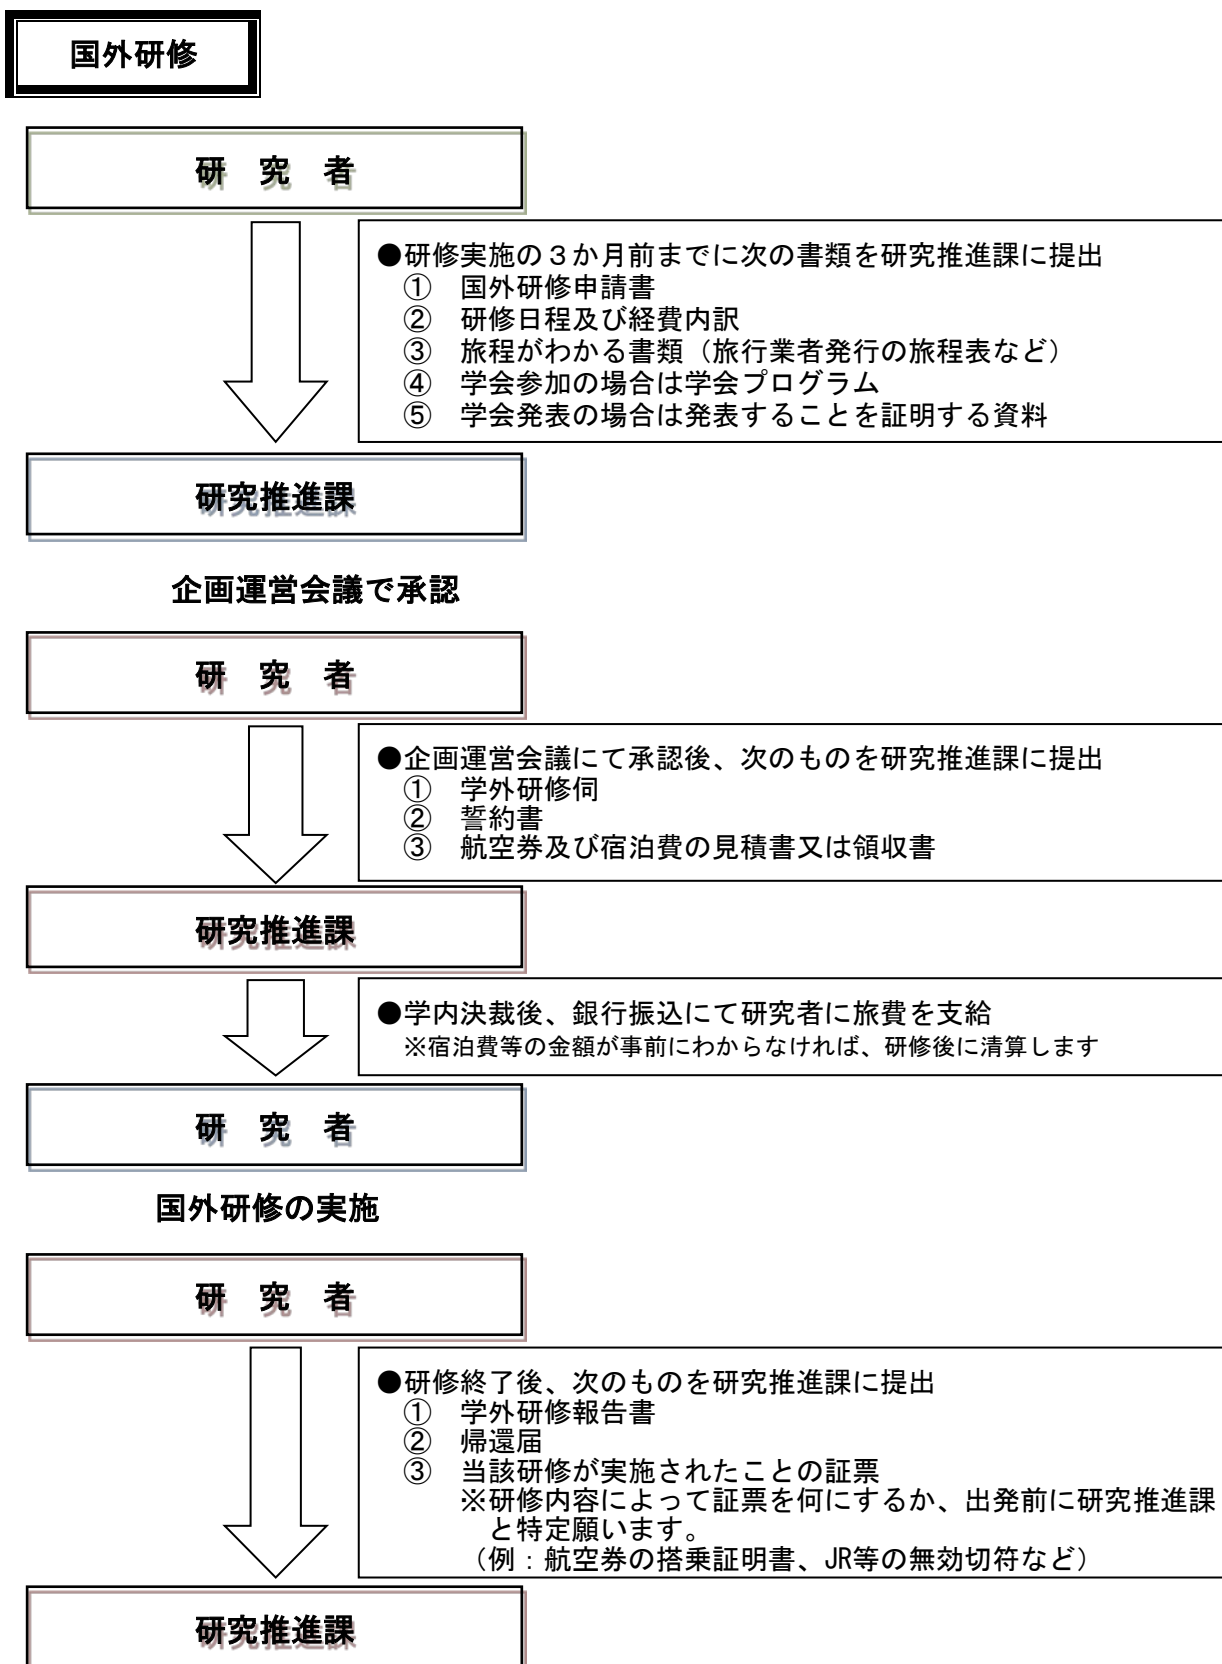 国外研修
研　究　者
●研修実施の３か月前までに次の書類を研究推進課に提出
①　国外研修申請書
②　研修日程及び経費内訳
③　旅程がわかる書類（旅行業者発行の旅程表など）
④　学会参加の場合は学会プログラム
⑤　学会発表の場合は発表することを証明する資料
研究推進課
企画運営会議で承認
研　究　者
●企画運営会議にて承認後、次のものを研究推進課に提出
①　学外研修伺
②　誓約書
③　航空券及び宿泊費の見積書又は領収書
研究推進課
●学内決裁後、銀行振込にて研究者に旅費を支給
※宿泊費等の金額が事前にわからなければ、研修後に清算します
研　究　者
国外研修の実施
研　究　者
●研修終了後、次のものを研究推進課に提出
①　学外研修報告書
②　帰還届
③　当該研修が実施されたことの証票
※研修内容によって証票を何にするか、出発前に研究推進課
と特定願います。
（例：航空券の搭乗証明書、JR等の無効切符など）
研究推進課